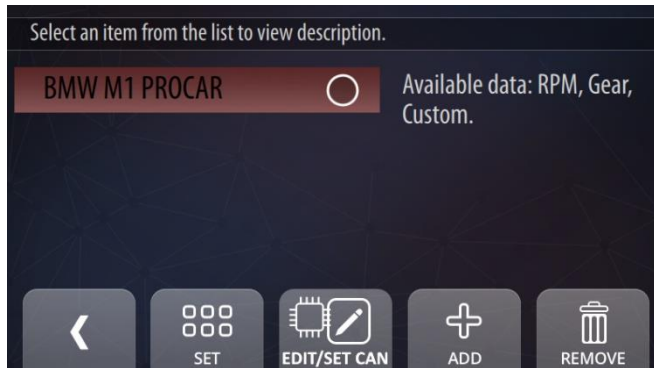 Select an item from the list to view description.
BMW M1 PROCAR
Available data: RPM, Gear,
Custom.
SET
EDIT/SET CAN
ADD
REMOVE